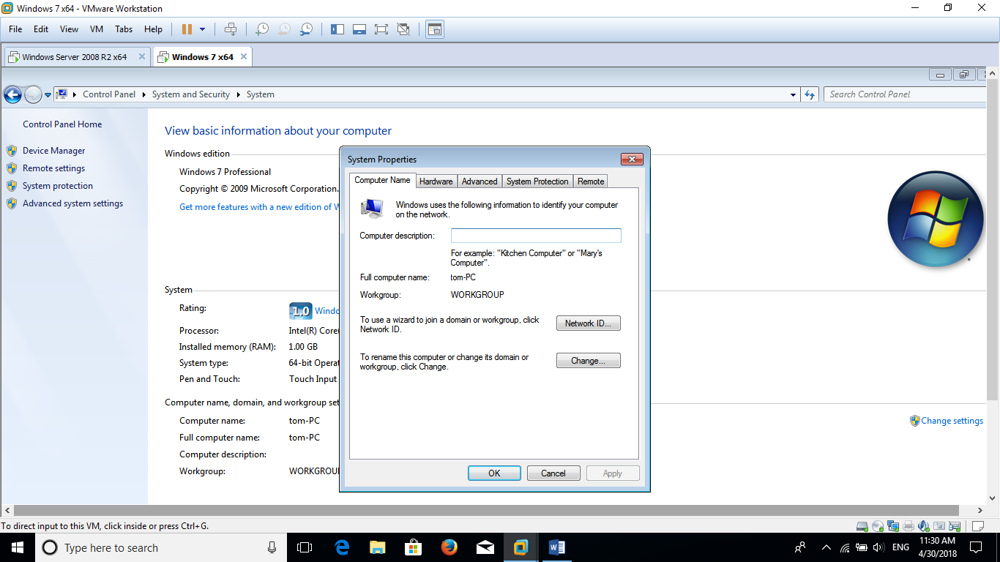 Windows 7 x64 - VMware Workstation
File Edit View VM Tabs Help
Windows Server 2008 R2 x64 Windows 7 x64
Control Panel System and Security System Search Control Panel
Control Panel Home
Device Manager
Remote settings
System protection
Advanced system settings
View basic information about your computer
Windows edition
Windows 7 Professional
Copyright © 2009 Microsoft Corporation.
Get more features with a new edition of W
System
Rating: 1.0 Windo
Processor: Intel(R) Core
Installed memory (RAM): 1.00 GB
System type: 64-bit Operat
Pen and Touch: Touch Input
Computer name, domain, and workgroup set
Computer name: tom-PC
Full computer name: tom-PC
Computer description:
Workgroup: WORKGROU
Change settings
System Properties
Computer Name Hardware Advanced System Protection Remote
Windows uses the following information to identify your computer
on the network.
Computer description:
For example: "Kitchen Computer" or "Mary's
Computer".
Full computer name: tom-PC
Workgroup: WORKGROUP
To use a wizard to join a domain or workgroup, click
Network ID.
Network ID...
To rename this computer or change its domain or
workgroup, click Change.
Change...
OK Cancel Apply
To direct input to this VM, click inside or press Ctrl+G.
Type here to search
ENG
11:30 AM
4/30/2018